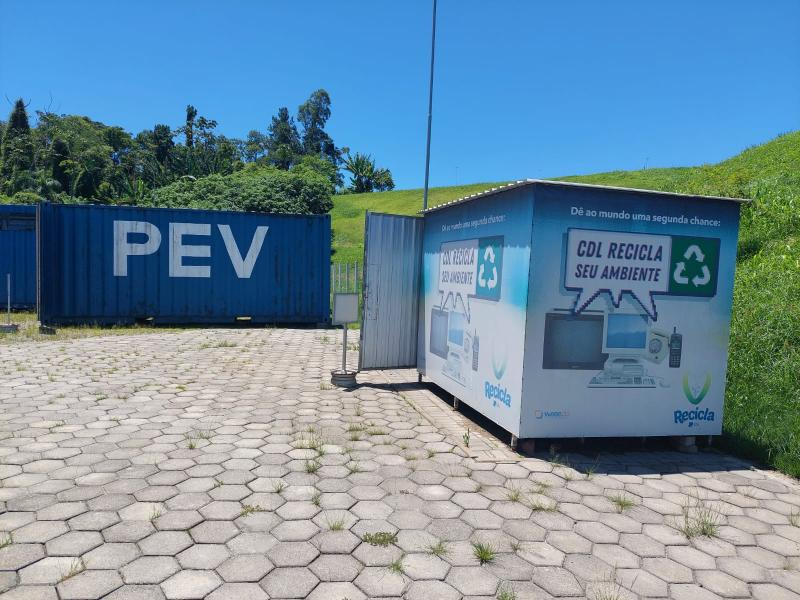 PEV
Dê ao mundo uma segunda chance:
CDL RECICLA
SEU AMBIENTE
Recicla
Dê ao mundo uma segunda chance:
CDL RECICLA
SEU AMBIENTE
Recicla